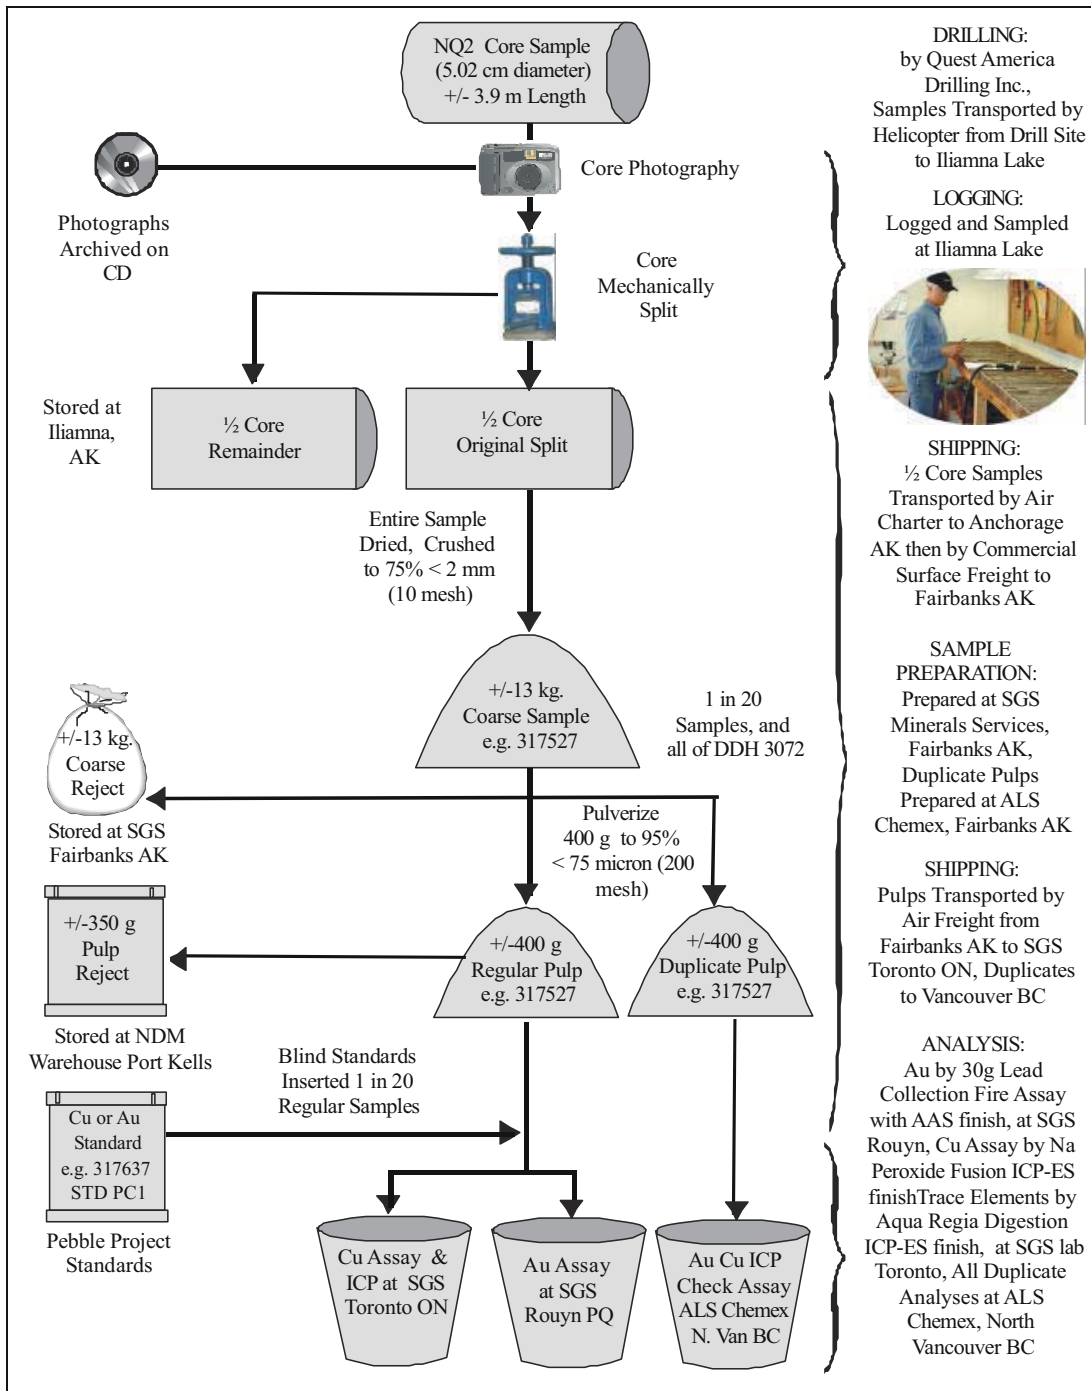 NQ2 Core Sample
(5.02 cm diameter)
+/- 3.9 m Length
Core Photography
Photographs
Archived on
CD
Core
Mechanically
Split
Stored at
Iliamna,
AK
½ Core
Remainder
½ Core
Original Split
Entire Sample
Dried, Crushed
to 75% < 2 mm
(10 mesh)
+/-13 kg.
Coarse Sample
e.g. 317527
1 in 20
Samples, and
all of DDH 3072
+/-13 kg.
Coarse
Reject
Stored at SGS
Fairbanks AK
Pulverize
400 g to 95%
< 75 micron (200
mesh)
+/-350 g
Pulp
Reject
Stored at NDM
Warehouse Port Kells
+/-400 g
Regular Pulp
e.g. 317527
+/-400 g
Duplicate Pulp
e.g. 317527
Blind Standards
Inserted 1 in 20
Regular Samples
Cu or Au
Standard
e.g. 317637
STD PC1
Pebble Project
Standards
Cu Assay &
ICP at SGS
Toronto ON
Au Assay
at SGS
Rouyn PQ
Au Cu ICP
Check Assay
ALS Chemex
N. Van BC
DRILLING:
by Quest America
Drilling Inc.,
Samples Transported by
Helicopter from Drill Site
to Iliamna Lake
LOGGING:
Logged and Sampled
at Iliamna Lake
SHIPPING:
½ Core Samples
Transported by Air
Charter to Anchorage
AK then by Commercial
Surface Freight to
Fairbanks AK
SAMPLE
PREPARATION:
Prepared at SGS
Minerals Services,
Fairbanks AK,
Duplicate Pulps
Prepared at ALS
Chemex, Fairbanks AK
SHIPPING:
Pulps Transported by
Air Freight from
Fairbanks AK to SGS
Toronto ON, Duplicates
to Vancouver BC
ANALYSIS:
Au by 30g Lead
Collection Fire Assay
with AAS finish, at SGS
Rouyn, Cu Assay by Na
Peroxide Fusion ICP-ES
finishTrace Elements by
Aqua Regia Digestion
ICP-ES finish, at SGS lab
Toronto, All Duplicate
Analyses at ALS
Chemex, North
Vancouver BC